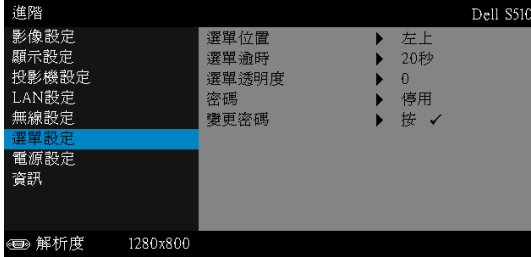 進階 Dell S510
影像設定
顯示設定
投影機設定
LAN設定
無線設定
選單設定
電源設定
資訊
選單位置 ▶ 左上
選單逾時 ▶ 20秒
選單透明度 ▶ 0
密碼 ▶ 停用
變更密碼 ▶ 按 ✓
解析度 1280x800